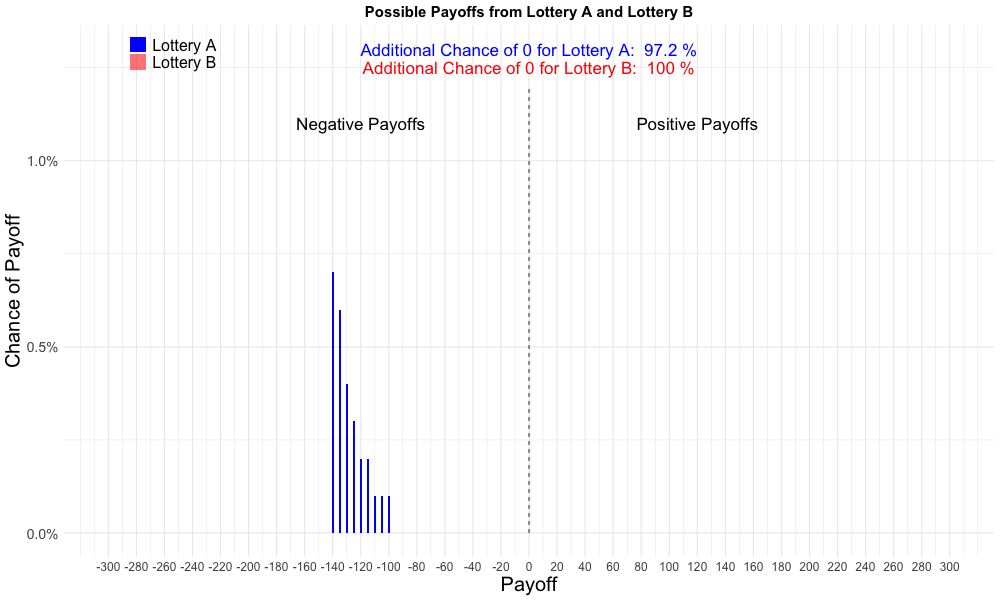 Possible Payoffs from Lottery A and Lottery B
Lottery A
Lottery B
Additional Chance of 0 for Lottery A:  97.2 %
Additional Chance of 0 for Lottery B:  100 %
Negative Payoffs
Positive Payoffs
Chance of Payoff
1.0%
0.5%
0.0%
-300 -280 -260 -240 -220 -200 -180 -160 -140 -120 -100 -80 -60 -40 -20 0 20 40 60 80 100 120 140 160 180 200 220 240 260 280 300
Payoff